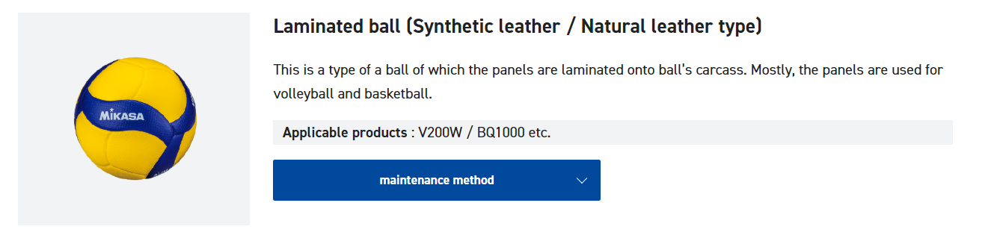 Laminated ball (Synthetic leather / Natural leather type)
This is a type of a ball of which the panels are laminated onto ball's carcass. Mostly, the panels are used for
volleyball and basketball.
MIKASA
Applicable products : V200W / BQ1000 etc.
maintenance method